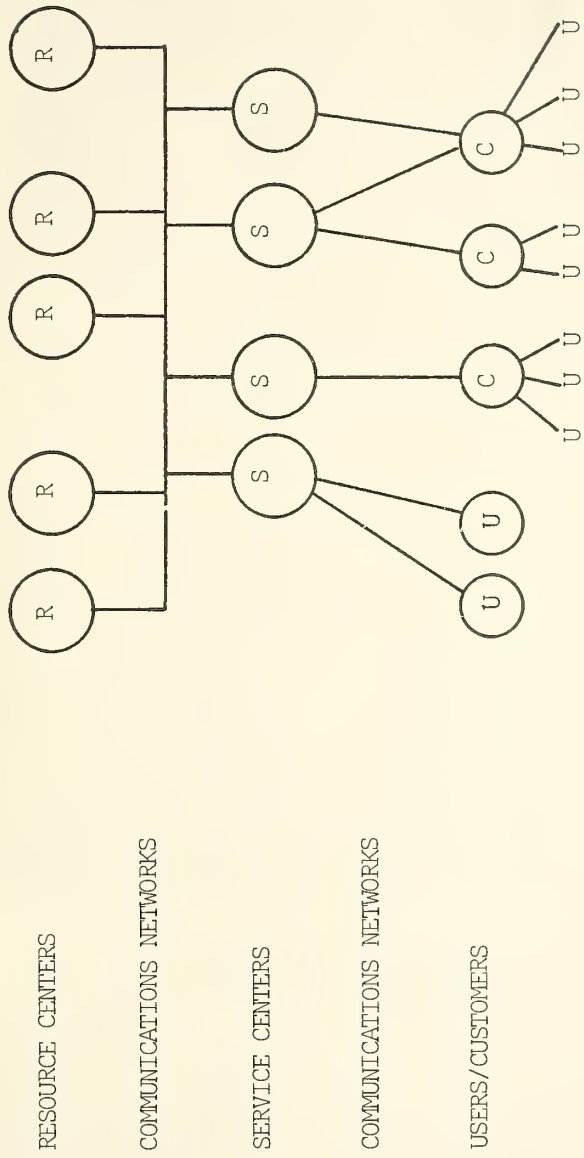 RESOURCE CENTERS R R R R R
COMMUNICATIONS NETWORKS
SERVICE CENTERS S S S S
COMMUNICATIONS NETWORKS
USERS/CUSTOMERS U U C C C
U U U U U U U U